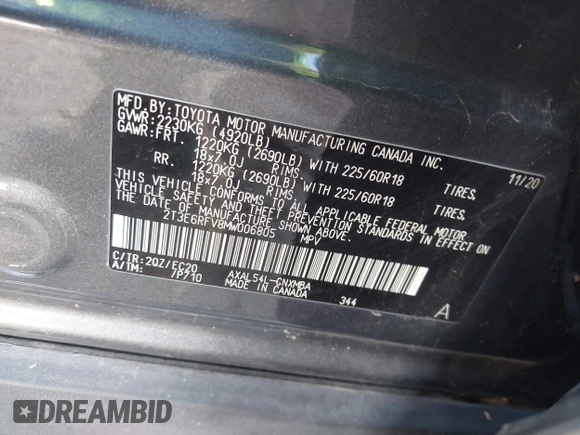 MFD.BY:TOYOTA MOTOR MANUFACTURING CANADA INC.
GVWR:2230KG (4920LB) 11/20
GAWR:FRT. 1220KG (2690LB) WITH 225/60R18 TIRES,
18x7.0J RIMS.
RR. 1220KG (2690LB) WITH 225/60R18 TIRES,
18x7.0J RIMS.
THIS VEHICLE CONFORMS TO ALL APPLICABLE FEDERAL MOTOR
VEHICLE SAFETY AND THEFT PREVENTION STANDARDS IN EFFECT ON
THE DATE OF MANUFACTURE SHOWN ABOVE.
2T3E6RFV8MW006805 MPV
C/TR:2QZ/EC20 AXAL54L-CNXMBA
A/TM: /P710 MADE IN CANADA 344 A
DREAMBID